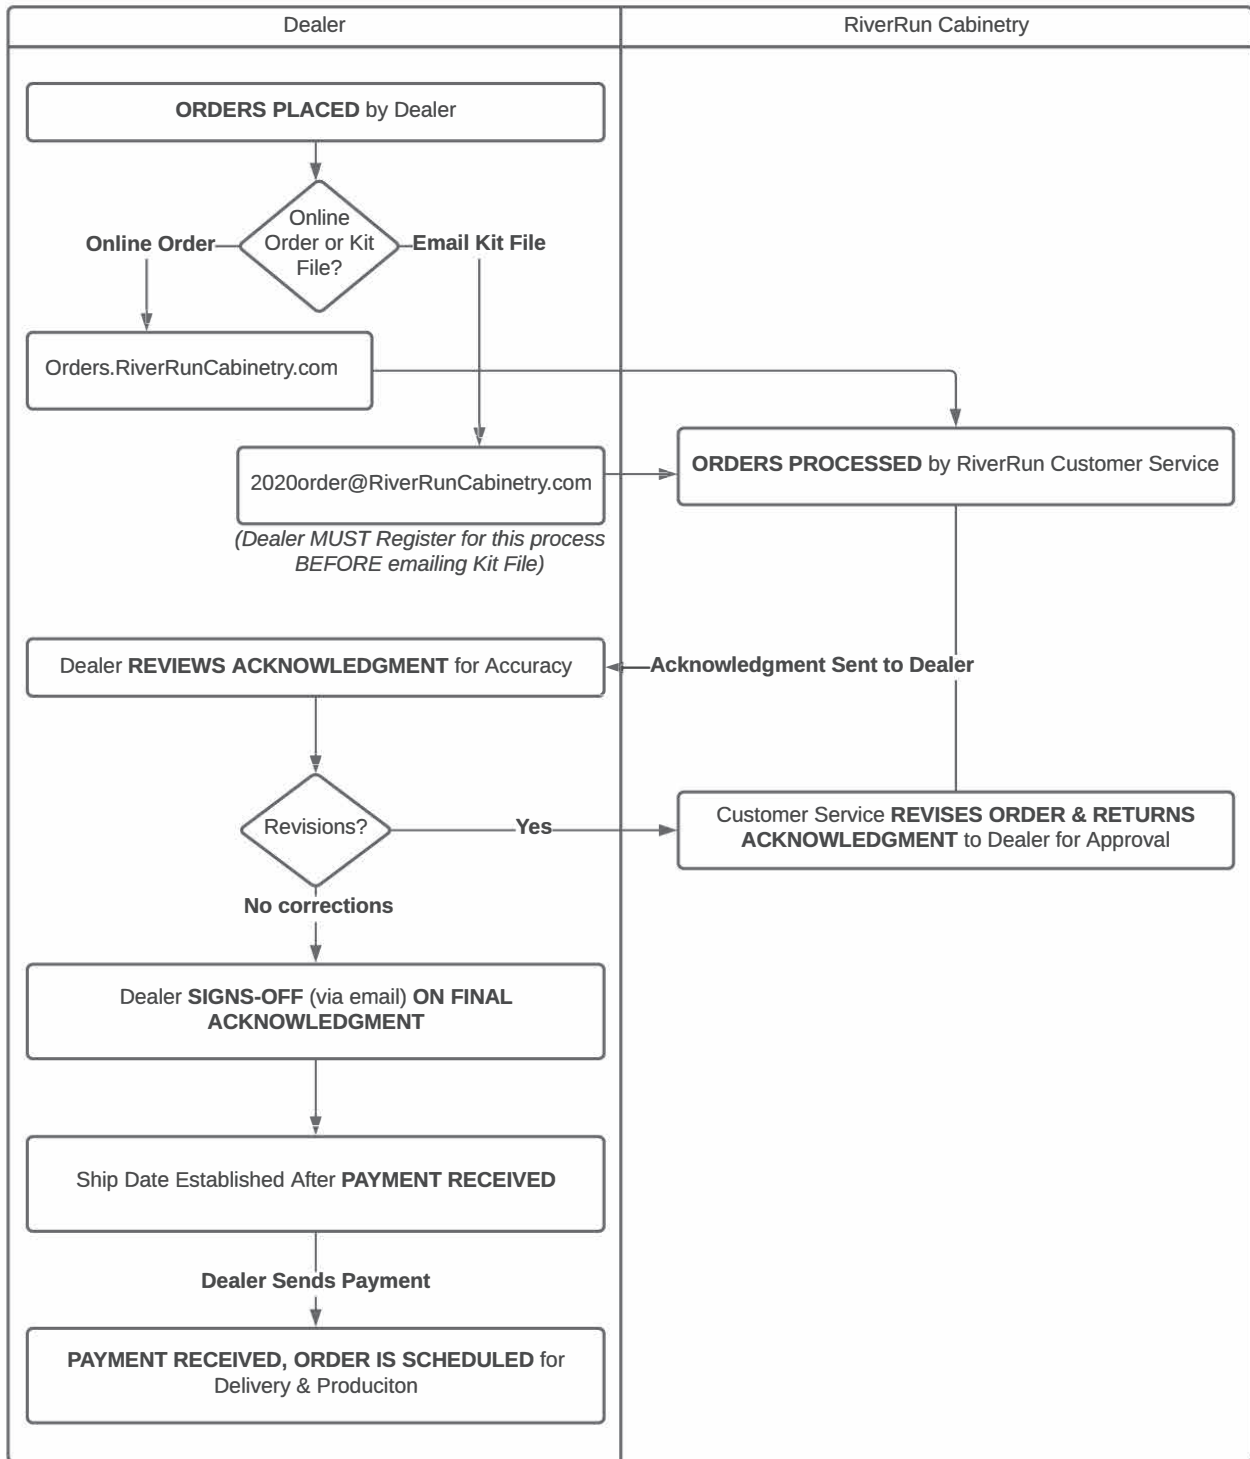 Dealer
RiverRun Cabinetry
ORDERS PLACED by Dealer
Online
Order or Kit
File?
Online Order
Email Kit File
Orders.RiverRunCabinetry.com
2020order@RiverRunCabinetry.com
(Dealer MUST Register for this process
BEFORE emailing Kit File)
ORDERS PROCESSED by RiverRun Customer Service
Dealer REVIEWS ACKNOWLEDGMENT for Accuracy
Acknowledgment Sent to Dealer
Revisions?
Yes
Customer Service REVISES ORDER & RETURNS
ACKNOWLEDGMENT to Dealer for Approval
No corrections
Dealer SIGNS-OFF (via email) ON FINAL
ACKNOWLEDGMENT
Ship Date Established After PAYMENT RECEIVED
Dealer Sends Payment
PAYMENT RECEIVED, ORDER IS SCHEDULED for
Delivery & Produciton